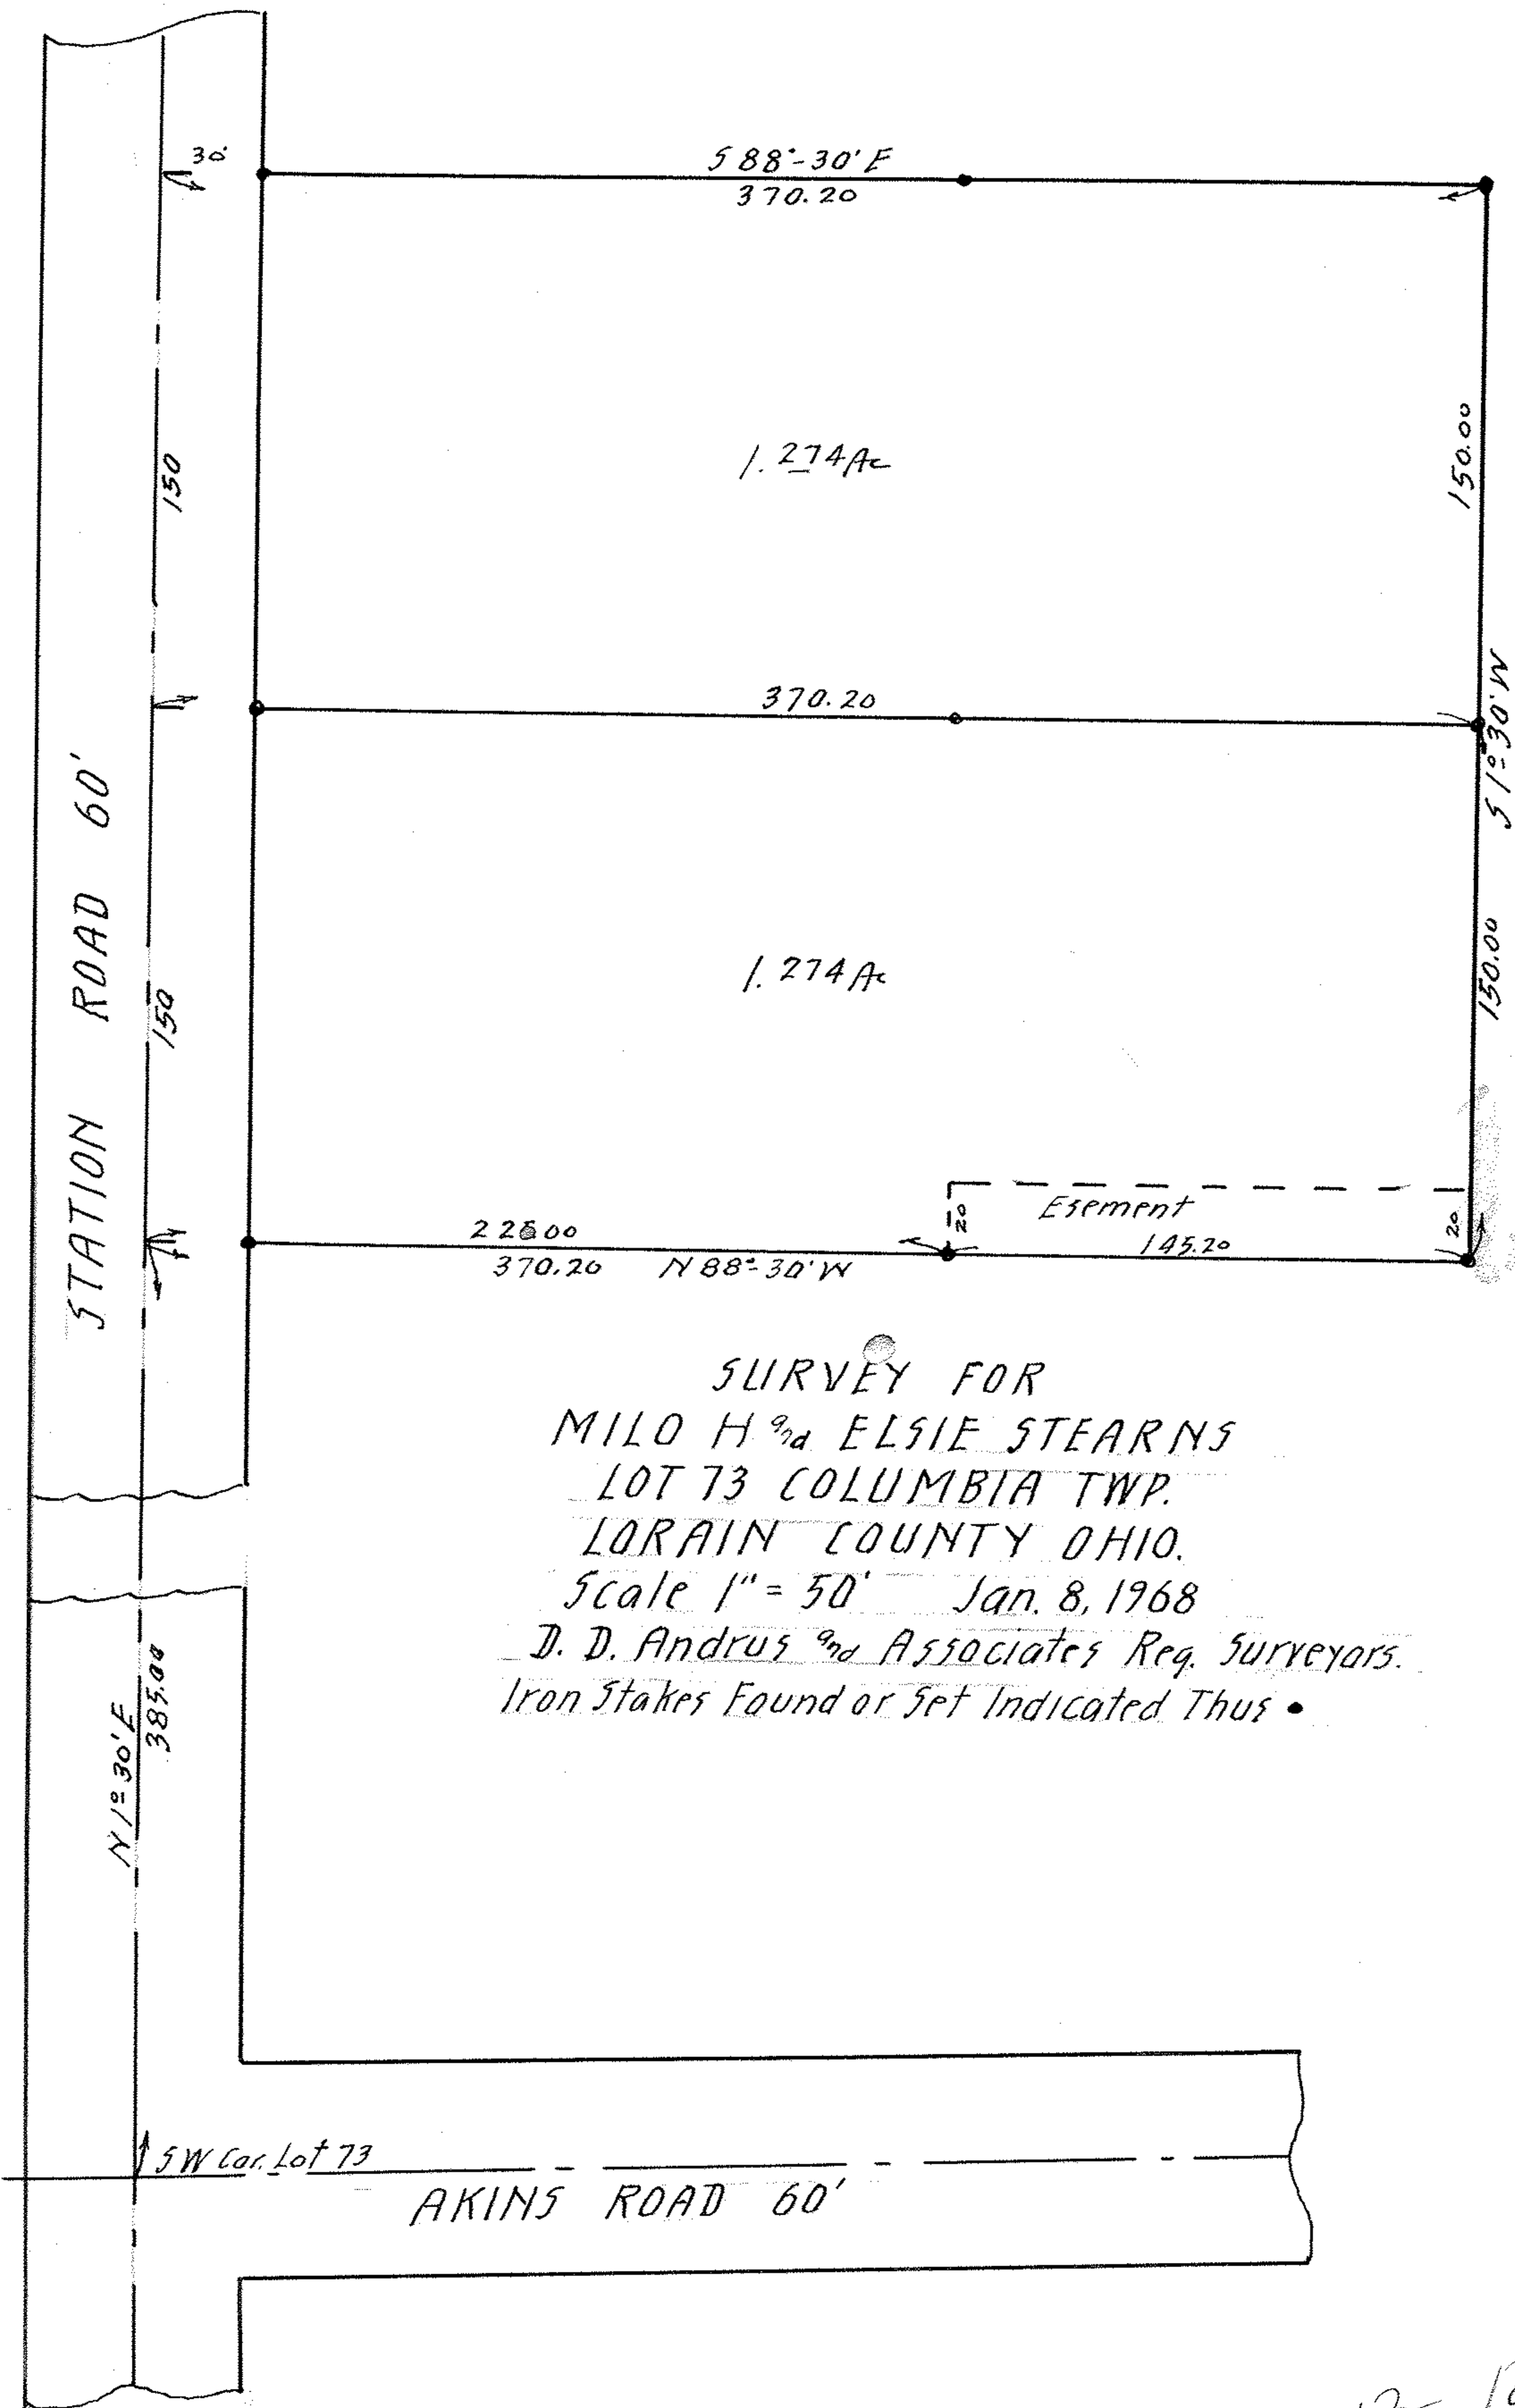 30'
S 88°-30' E
370.20
150
1.274 Ac
150.00
370.20
S 1°30' W
STATION ROAD 60'
150
1.274 Ac
150.00
20
Esement
20
225.00
145.20
370.20 N 88°-30' W
SURVEY FOR
MILO H and ELSIE STEARNS
LOT 73 COLUMBIA TWP.
LORAIN COUNTY OHIO.
Scale 1" = 50' Jan. 8, 1968
D. D. Andrus and Associates Reg. Surveyors.
Iron Stakes Found or Set Indicated Thus •
N 1°30' E
385.00
SW Cor. Lot 73
AKINS ROAD 60'